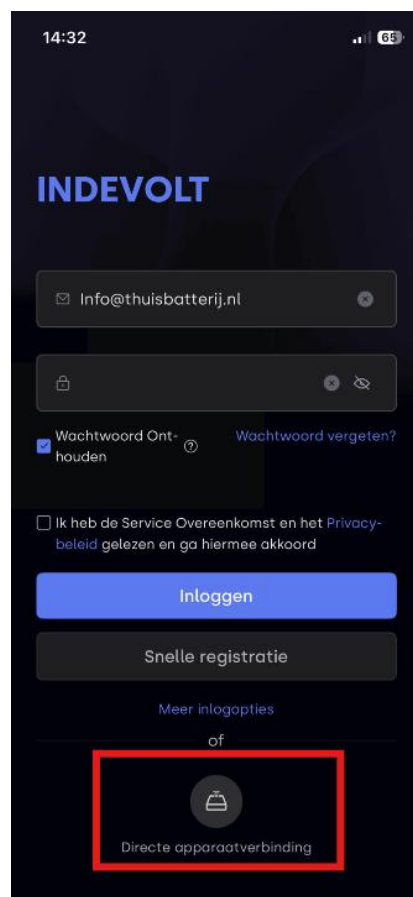 14:32
65
INDEVOLT
Info@thuisbatterij.nl
Wachtwoord Ont-
houden
Wachtwoord vergeten?
Ik heb de Service Overeenkomst en het Privacy-
beleid gelezen en ga hiermee akkoord
Inloggen
Snelle registratie
Meer inlogopties
of
Directe apparaatverbinding